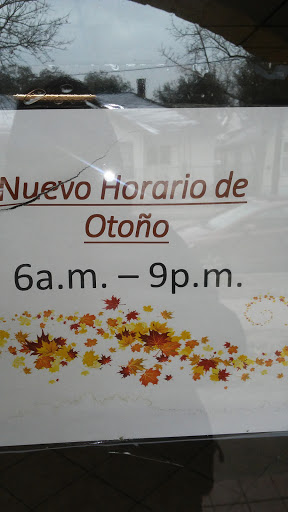 Nuevo Horario de
Otoño
6a.m. – 9p.m.